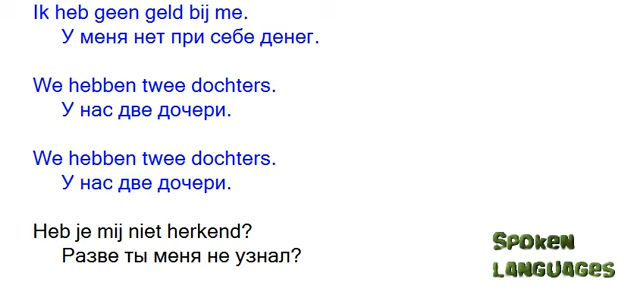 Ik heb geen geld bij me.
У меня нет при себе денег.
We hebben twee dochters.
У нас две дочери.
We hebben twee dochters.
У нас две дочери.
Heb je mij niet herkend?
Разве ты меня не узнал?
SPOKEN
LANGUAGES